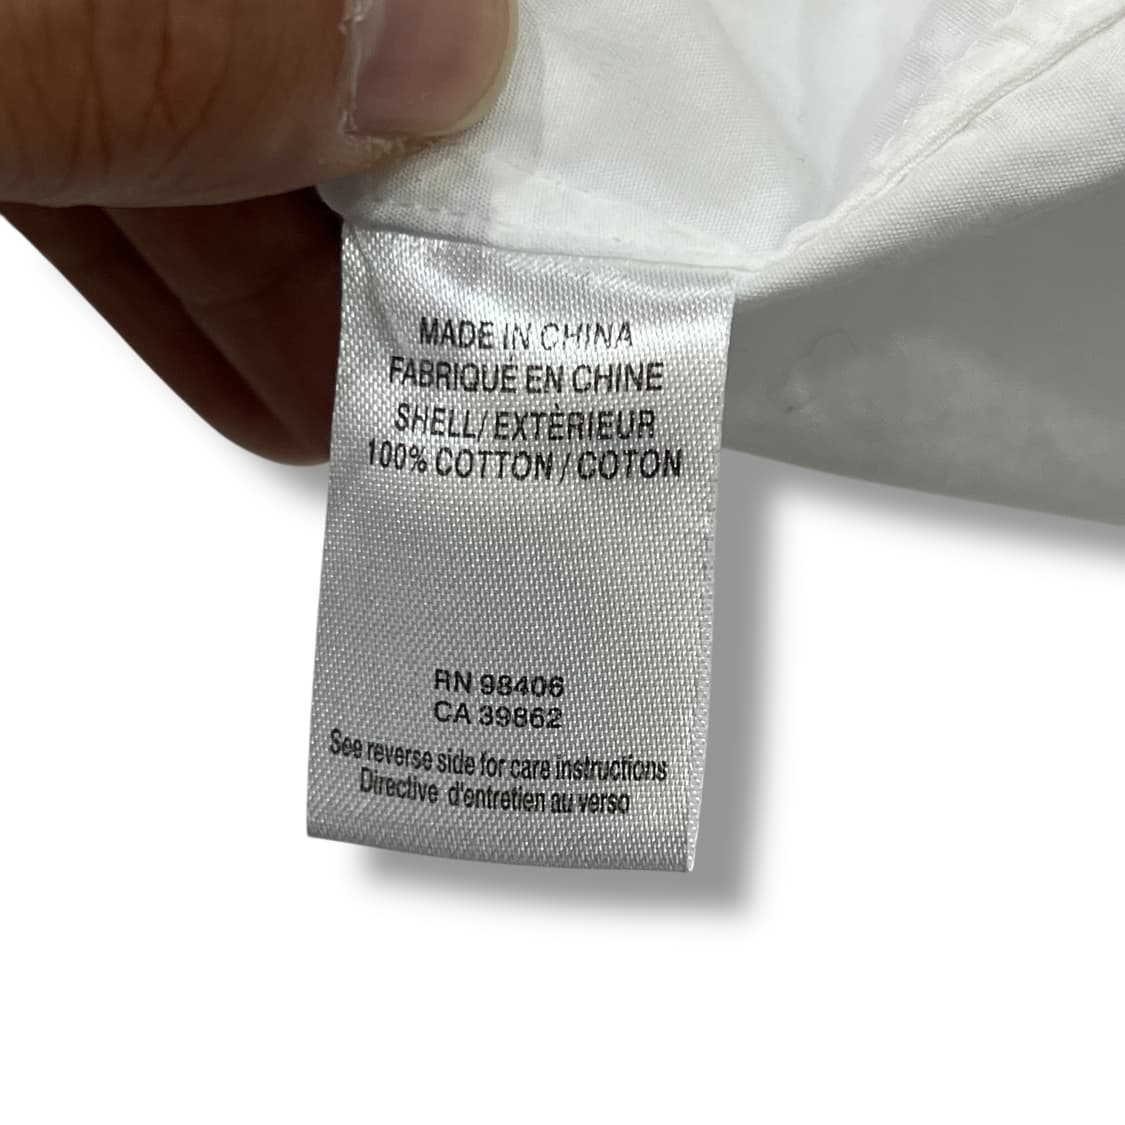 MADE IN CHINA
FABRIQUÉ EN CHINE
SHELL/EXTÈRIEUR
100% COTTON / COTON
RN 98406
CA 39862
See reverse side for care instructions
Directive d'entretien au verso